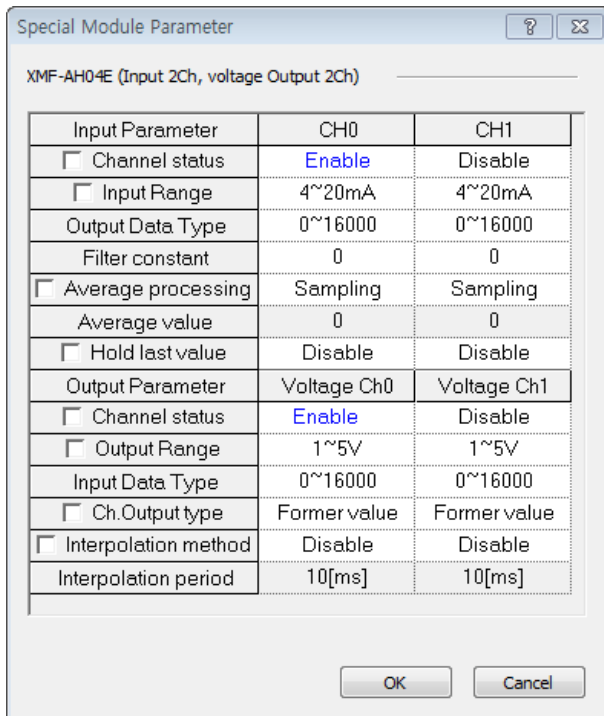 Special Module Parameter
XMF-AH04E (Input 2Ch, voltage Output 2Ch)
Input Parameter CH0 CH1
Channel status Enable Disable
Input Range 4~20mA 4~20mA
Output Data Type 0~16000 0~16000
Filter constant 0 0
Average processing Sampling Sampling
Average value 0 0
Hold last value Disable Disable
Output Parameter Voltage Ch0 Voltage Ch1
Channel status Enable Disable
Output Range 1~5V 1~5V
Input Data Type 0~16000 0~16000
Ch.Output type Former value Former value
Interpolation method Disable Disable
Interpolation period 10[ms] 10[ms]
OK Cancel